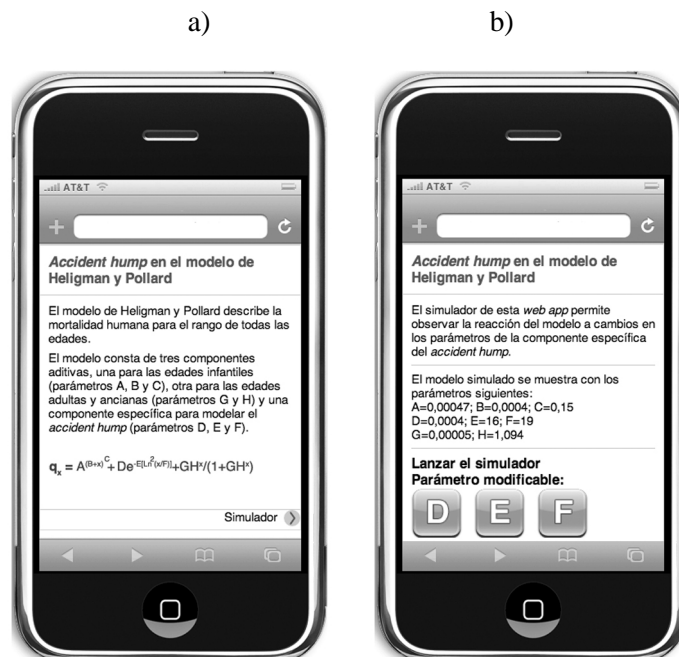 a)
b)
AT&T
Accident hump en el modelo de
Heligman y Pollard
El modelo de Heligman y Pollard describe la
mortalidad humana para el rango de todas las
edades.
El modelo consta de tres componentes
aditivas, una para las edades infantiles
(parámetros A, B y C), otra para las edades
adultas y ancianas (parámetros G y H) y una
componente específica para modelar el
accident hump (parámetros D, E y F).
qₓ = A^(B+x)^C + De^-E[Ln²(x/F)] +GHˣ/(1+GHˣ)
Simulador
AT&T
Accident hump en el modelo de
Heligman y Pollard
El simulador de esta web app permite
observar la reacción del modelo a cambios en
los parámetros de la componente específica
del accident hump.
El modelo simulado se muestra con los
parámetros siguientes:
A=0,00047; B=0,0004; C=0,15
D=0,0004; E=16; F=19
G=0,00005; H=1,094
Lanzar el simulador
Parámetro modificable:
D E F